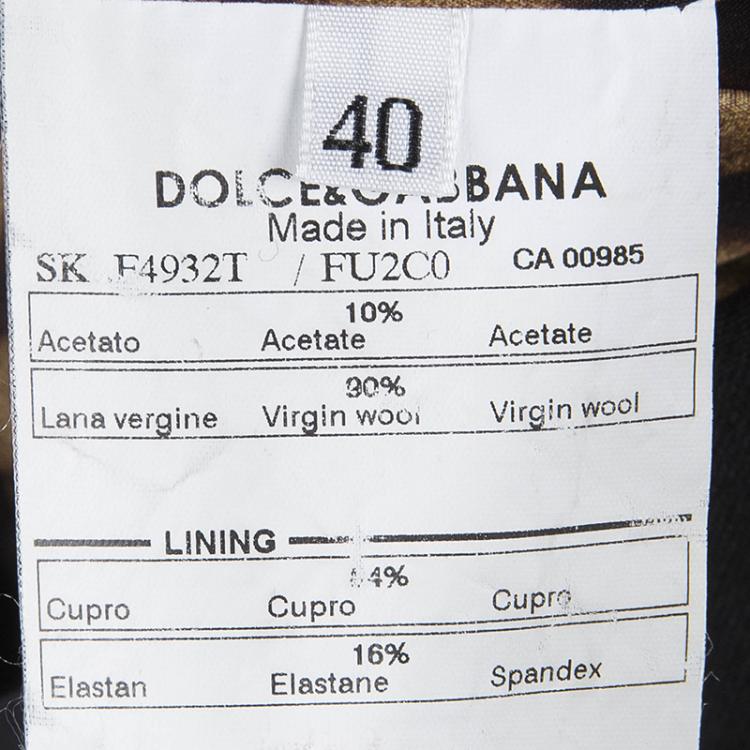 40
DOLCE&GABBANA
Made in Italy
SK F4932T / FU2C0 CA 00985
10%
Acetato Acetate Acetate
90%
Lana vergine Virgin wool Virgin wool
LINING
Cupro Cupro Cupro
16%
Elastan Elastane Spandex